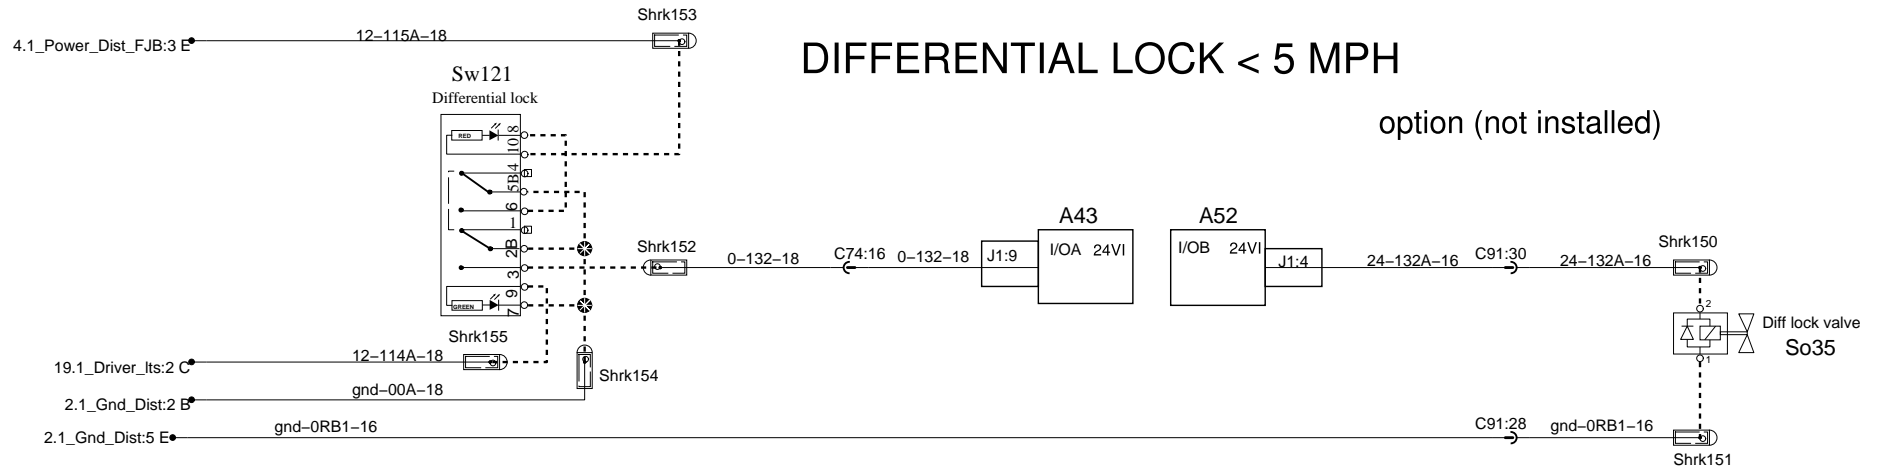 Shrk153
4.1_Power_Dist_FJB:3 E
12–115A–18
DIFFERENTIAL LOCK < 5 MPH
option (not installed)
Sw121
Differential lock
RED
8
10
4
5B
6
1
2B
3
9
7
GREEN
Shrk152
0–132–18
C74:16
0–132–18
A43
J1:9
I/OA 24VI
A52
I/OB 24VI
J1:4
24–132A–16
C91:30
24–132A–16
Shrk150
2
Diff lock valve
So35
1
Shrk155
19.1_Driver_lts:2 C
12–114A–18
Shrk154
2.1_Gnd_Dist:2 B
gnd–00A–18
2.1_Gnd_Dist:5 E
gnd–0RB1–16
C91:28
gnd–0RB1–16
Shrk151